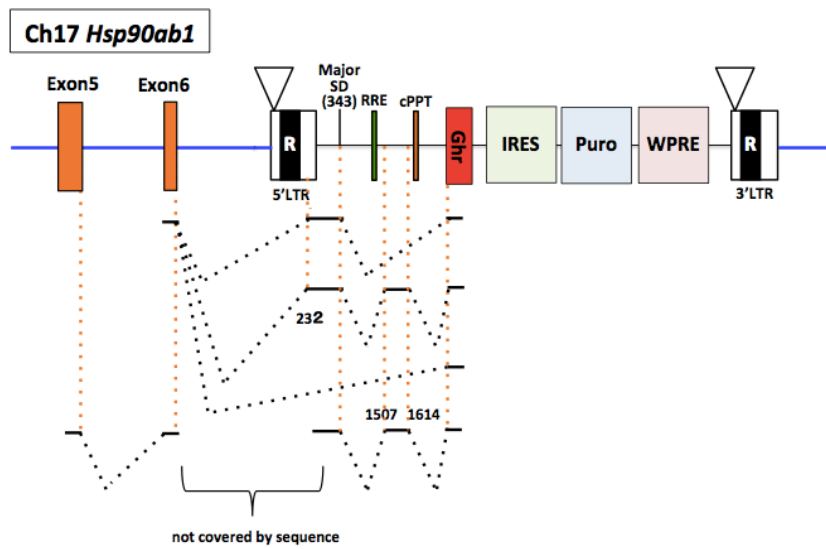 Ch17 Hsp90ab1
Exon5
Exon6
Major
SD
(343)
RRE
cPPT
R
Ghr
IRES
Puro
WPRE
R
5'LTR
3'LTR
232
1507
1614
not covered by sequence